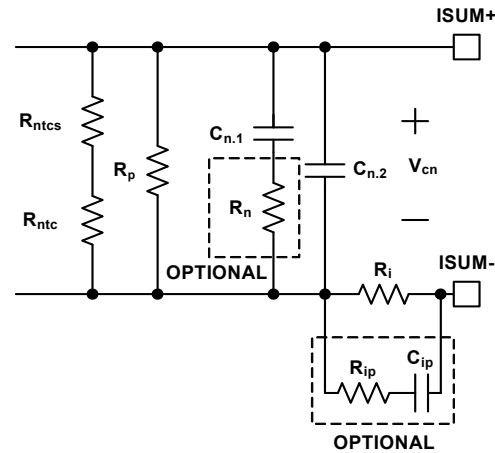 ISUM+
Rntcs
Cn.1
Rp
Cn.2
Vcn
Rntc
Rn
OPTIONAL
Ri
ISUM-
Rip
Cip
OPTIONAL